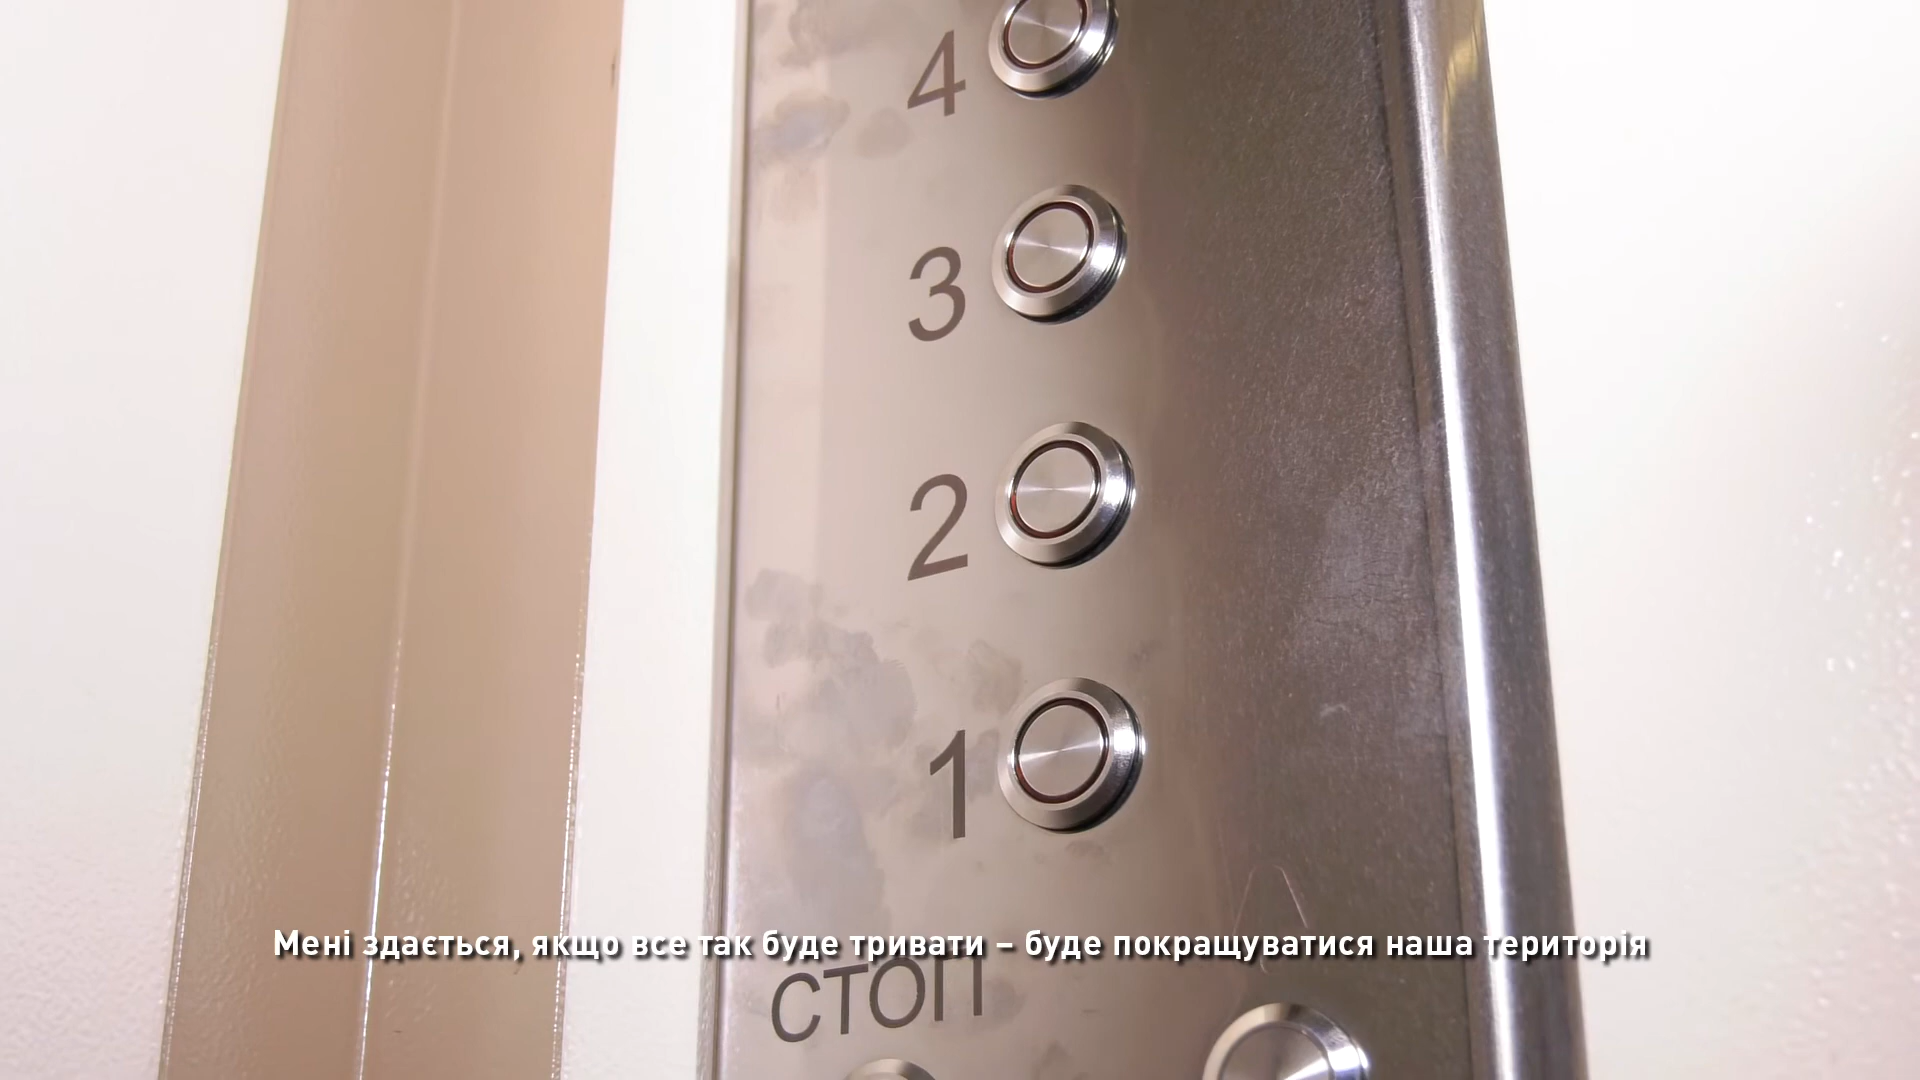 4
3
2
1
Мені здається, якщо все так буде тривати – буде покращуватися наша територія
СТОП